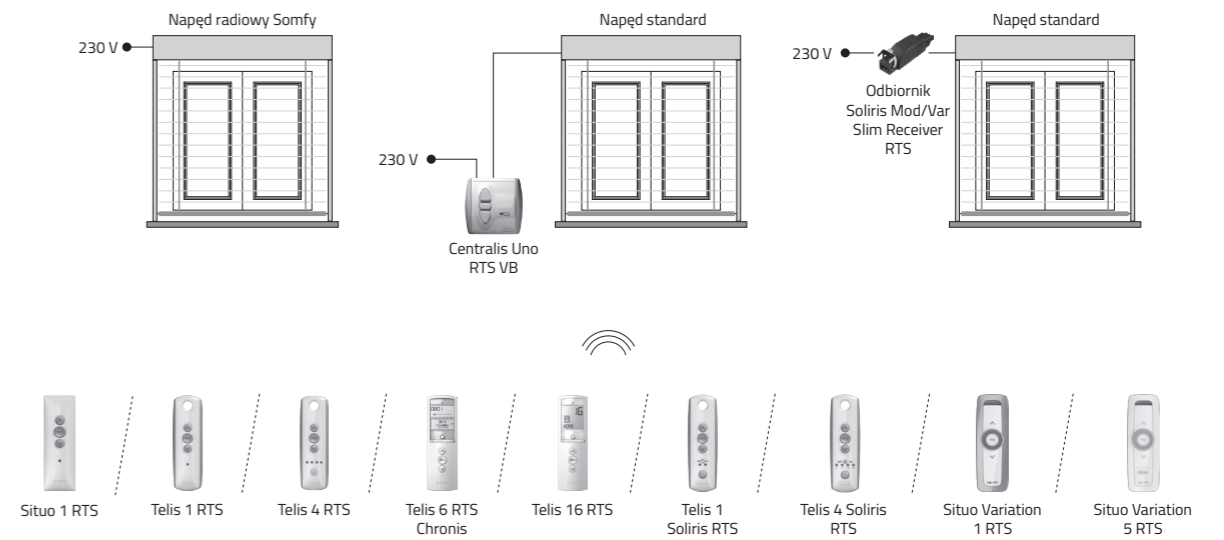 Napęd radiowy Somfy
Napęd standard
Napęd standard
230 V
230 V
Odbiornik
Soliris Mod/Var
Slim Receiver
RTS
230 V
Centralis Uno
RTS VB
16
Situo 1 RTS
Telis 1 RTS
Telis 4 RTS
Telis 6 RTS
Chronis
Telis 16 RTS
Telis 1
Soliris RTS
Telis 4 Soliris
RTS
Situo Variation
1 RTS
Situo Variation
5 RTS